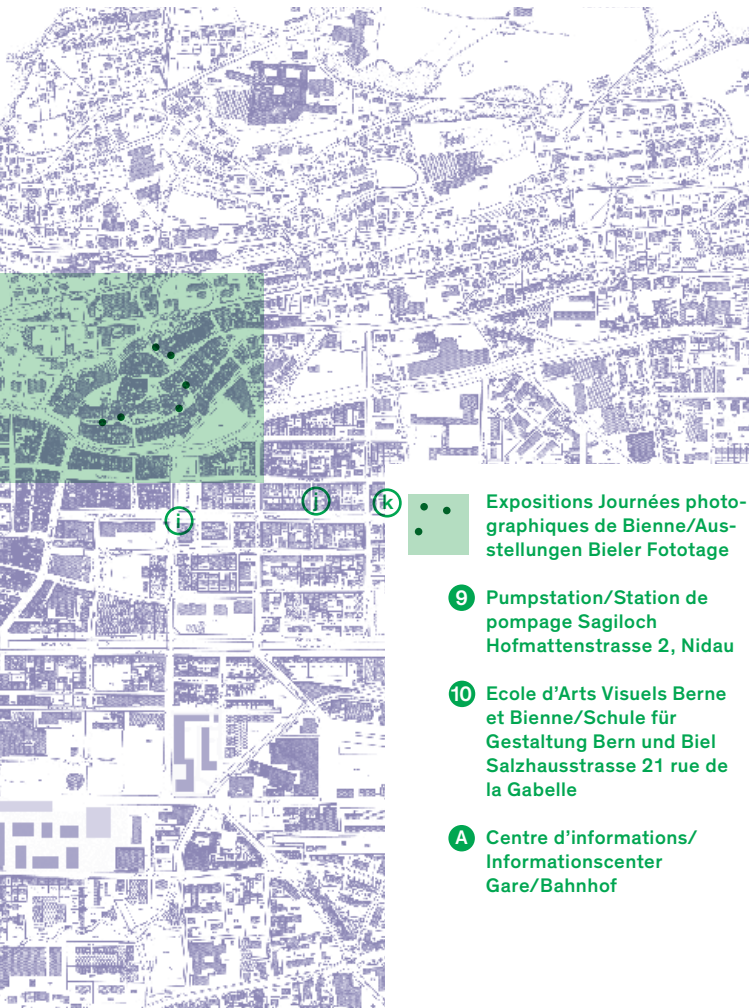 i
j
k
Expositions Journées photo-
graphiques de Bienne/Aus-
stellungen Bieler Fototage
9 Pumpstation/Station de
pompage Sagiloch
Hofmattenstrasse 2, Nidau
10 Ecole d'Arts Visuels Berne
et Bienne/Schule für
Gestaltung Bern und Biel
Salzhausstrasse 21 rue de
la Gabelle
A Centre d'informations/
Informationscenter
Gare/Bahnhof